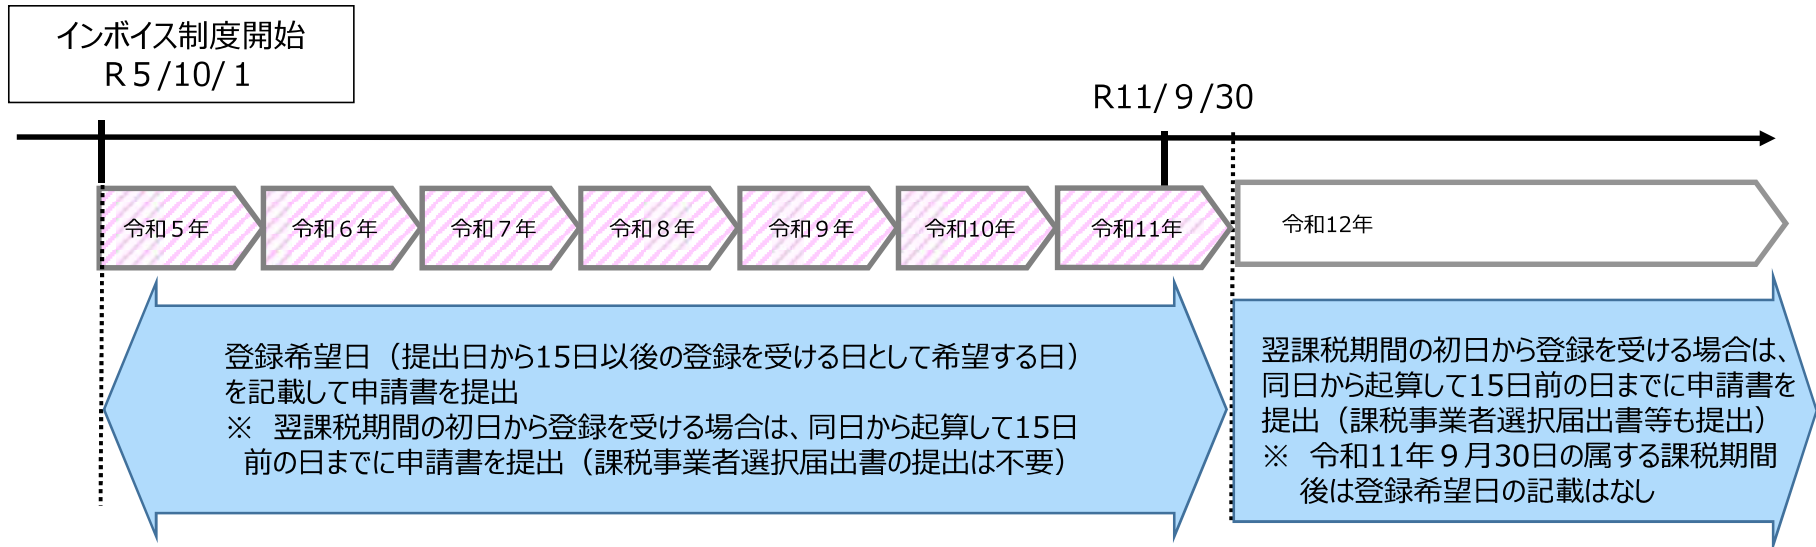 インボイス制度開始
R５/10/１
R11/９/30
令和５年
令和６年
令和７年
令和８年
令和９年
令和10年
令和11年
令和12年
登録希望日（提出日から15日以後の登録を受ける日として希望する日）
を記載して申請書を提出
※　翌課税期間の初日から登録を受ける場合は、同日から起算して15日
前の日までに申請書を提出（課税事業者選択届出書の提出は不要）
翌課税期間の初日から登録を受ける場合は、
同日から起算して15日前の日までに申請書を
提出（課税事業者選択届出書等も提出）
※　令和11年９月30日の属する課税期間
後は登録希望日の記載はなし